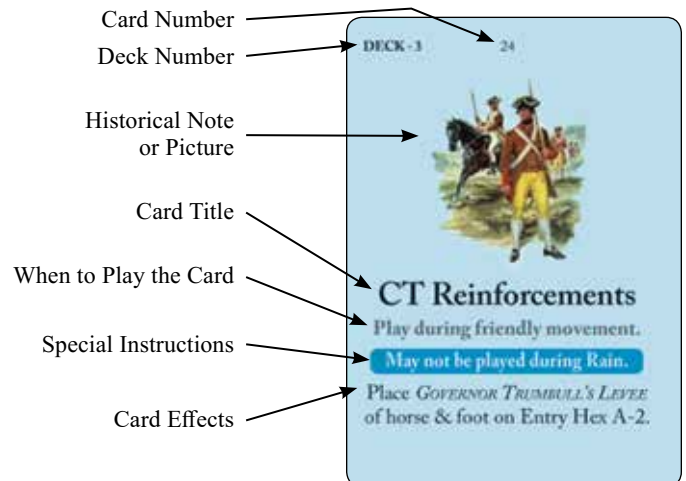 Card Number
Deck Number
Historical Note
or Picture
Card Title
When to Play the Card
Special Instructions
Card Effects
DECK - 3 24
CT Reinforcements
Play during friendly movement.
May not be played during Rain.
Place GOVERNOR TRUMBULL'S LEVEE
of horse & foot on Entry Hex A-2.